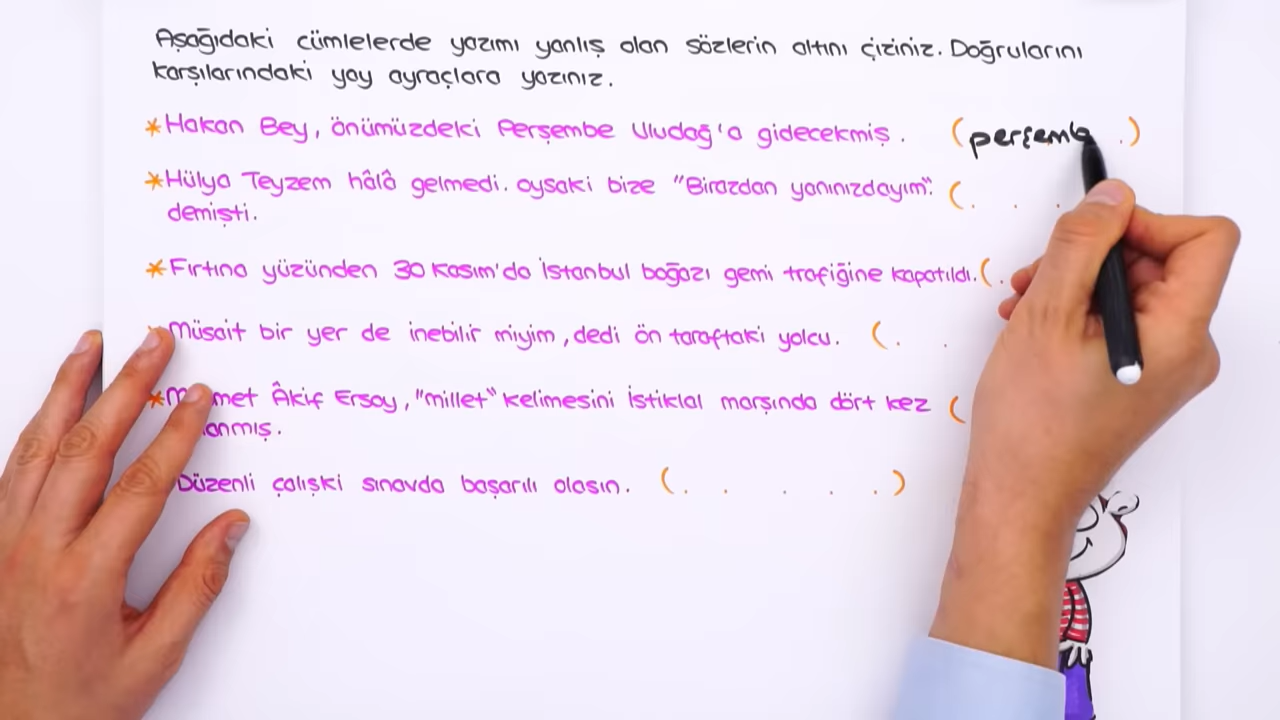 Aşağıdaki cümlelerde yazımı yanlış olan sözlerin altını çiziniz. Doğrularını
karşılarındaki yay ayraçlara yazınız.
*Hakan Bey, önümüzdeki Perşembe Uludağ'a gidecekmiş. (perşembe .)
*Hülya Teyzem hâlâ gelmedi. oysaki bize "Birazdan yanınızdayım". (. . .
demişti.
*Fırtına yüzünden 30 Kasım'da İstanbul boğazı gemi trafiğine kapatıldı. (.
*Müsait bir yer de inebilir miyim, dedi ön taraftaki yolcu. (. .
Âkif Ersoy, "millet" kelimesini İstiklal marşında dört kez (
Düzenli çalışki sınavda başarılı olasın. (. . . . .)